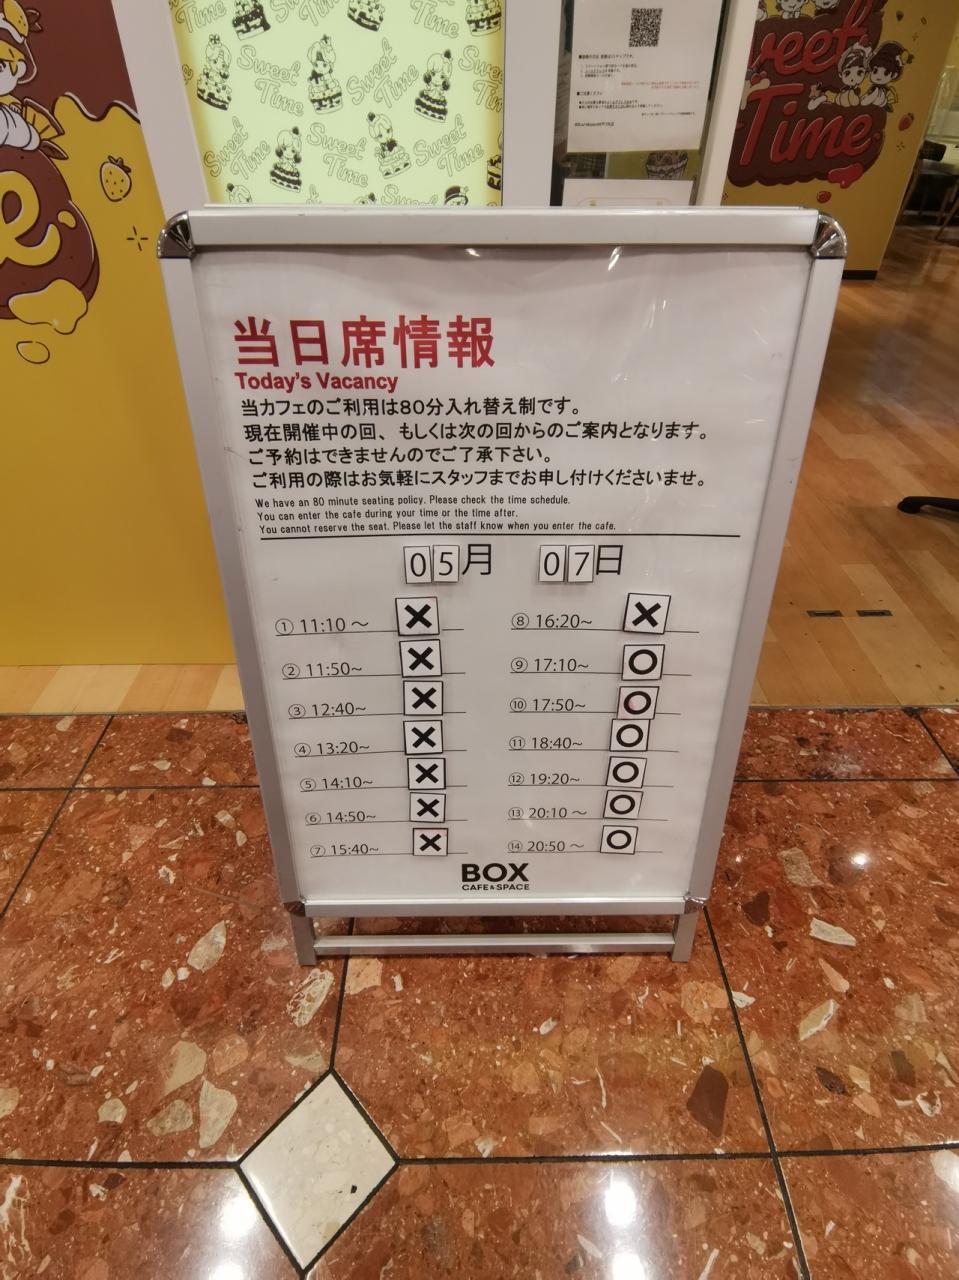 Sweet
Time
Sweet
Time
当日席情報
Today's Vacancy
当カフェのご利用は80分入れ替え制です。
現在開催中の回、もしくは次の回からのご案内となります。
ご予約はできませんのでご了承下さい。
ご利用の際はお気軽にスタッフまでお申し付けくださいませ。
We have an 80 minute seating policy. Please check the time schedule.
You can enter the cafe during your time or the time after.
You cannot reserve the seat. Please let the staff know when you enter the cafe.
05月 07日
① 11:10 ～ ×
② 11:50~ ×
③ 12:40~ ×
④ 13:20~ ×
⑤ 14:10~ ×
⑥ 14:50~ ×
⑦ 15:40~ ×
⑧ 16:20~ ×
⑨ 17:10~ ○
⑩ 17:50~ ○
⑪ 18:40~ ○
⑫ 19:20~ ○
⑬ 20:10 ～ ○
⑭ 20:50 ～ ○
BOX
CAFE&SPACE